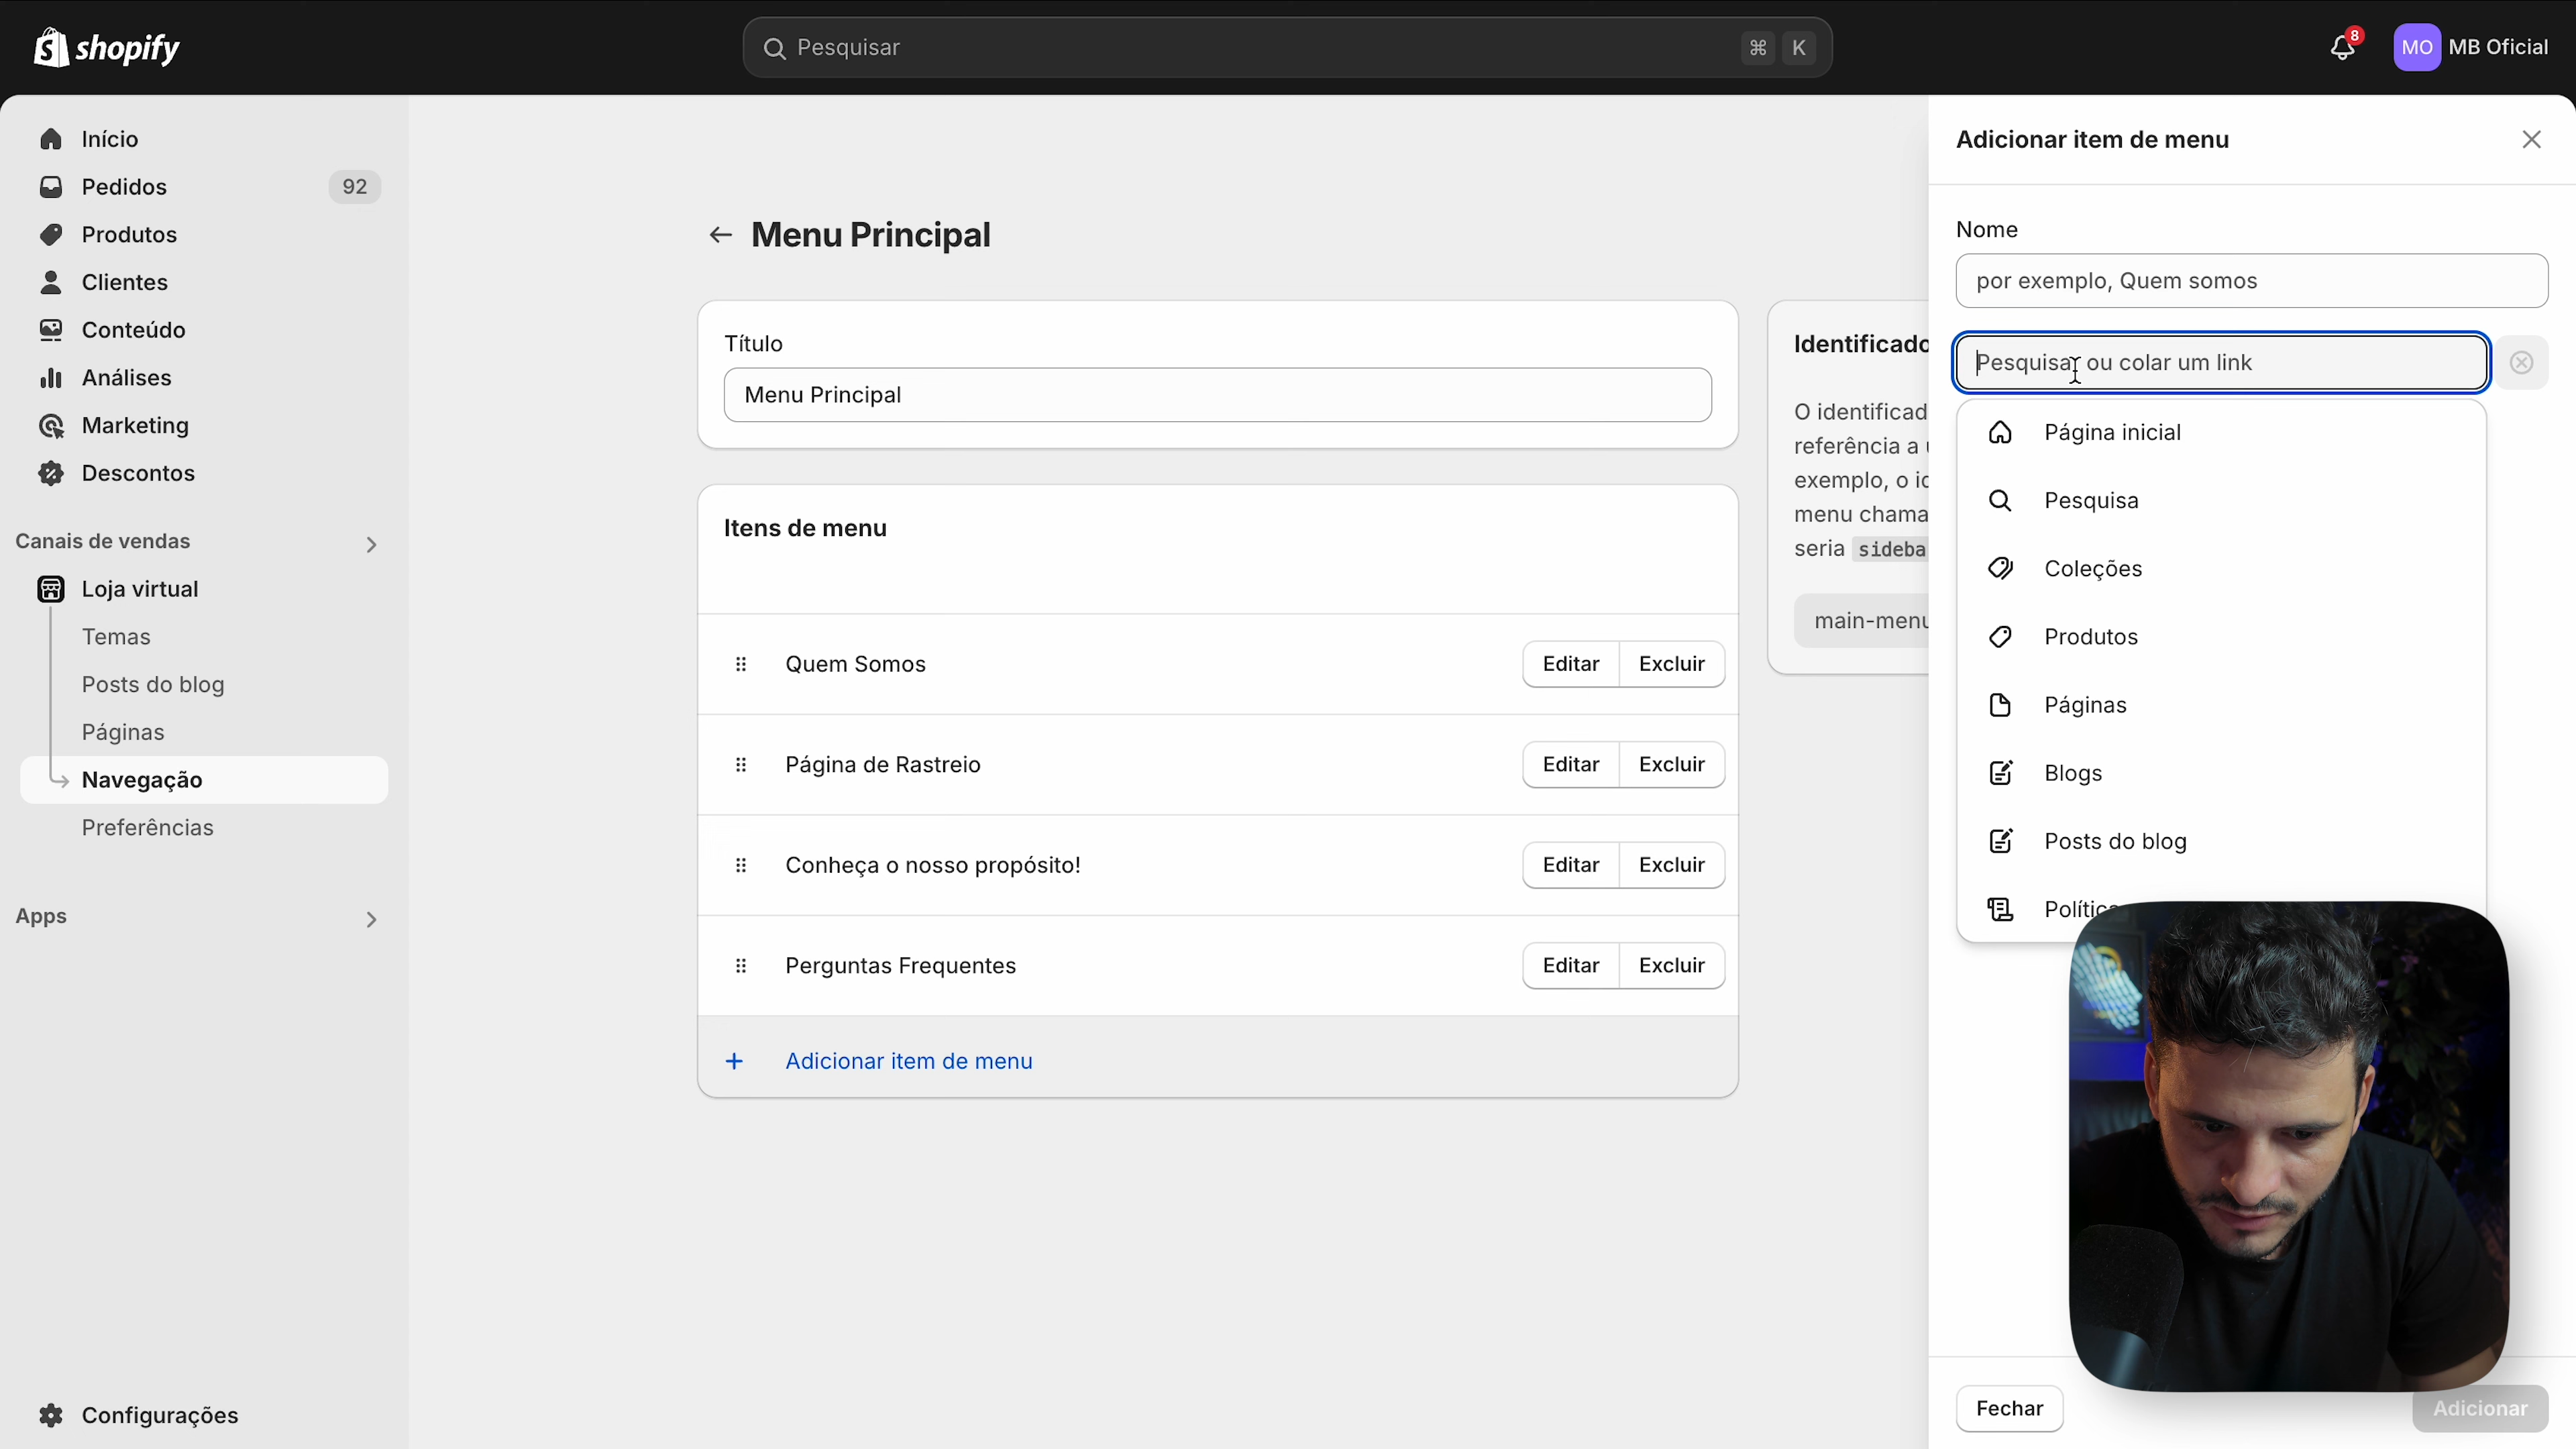 shopify
Pesquisar
⌘ K
8
MO MB Oficial
Início
Pedidos 92
Produtos
Clientes
Conteúdo
Análises
Marketing
Descontos
Canais de vendas
Loja virtual
Temas
Posts do blog
Páginas
Navegação
Preferências
Apps
Configurações
Menu Principal
Título
Menu Principal
Itens de menu
Quem Somos Editar Excluir
Página de Rastreio Editar Excluir
Conheça o nosso propósito! Editar Excluir
Perguntas Frequentes Editar Excluir
+ Adicionar item de menu
Identificado
O identificad
referência a
exemplo, o
menu chama
seria sideba
main-menu
Adicionar item de menu
Nome
por exemplo, Quem somos
Pesquisar ou colar um link
Página inicial
Pesquisa
Coleções
Produtos
Páginas
Blogs
Posts do blog
Fechar
Adicionar